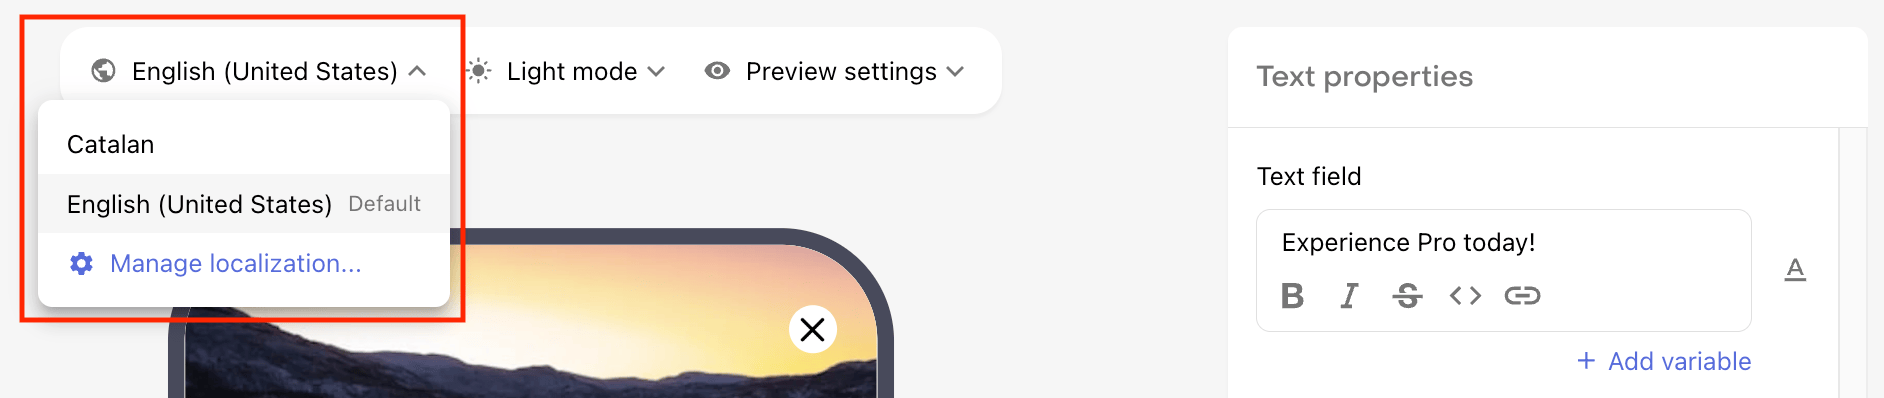 English (United States)
Light mode
Preview settings
Catalan
English (United States) Default
Manage localization...
Text properties
Text field
Experience Pro today!
B I S <>
A
+ Add variable